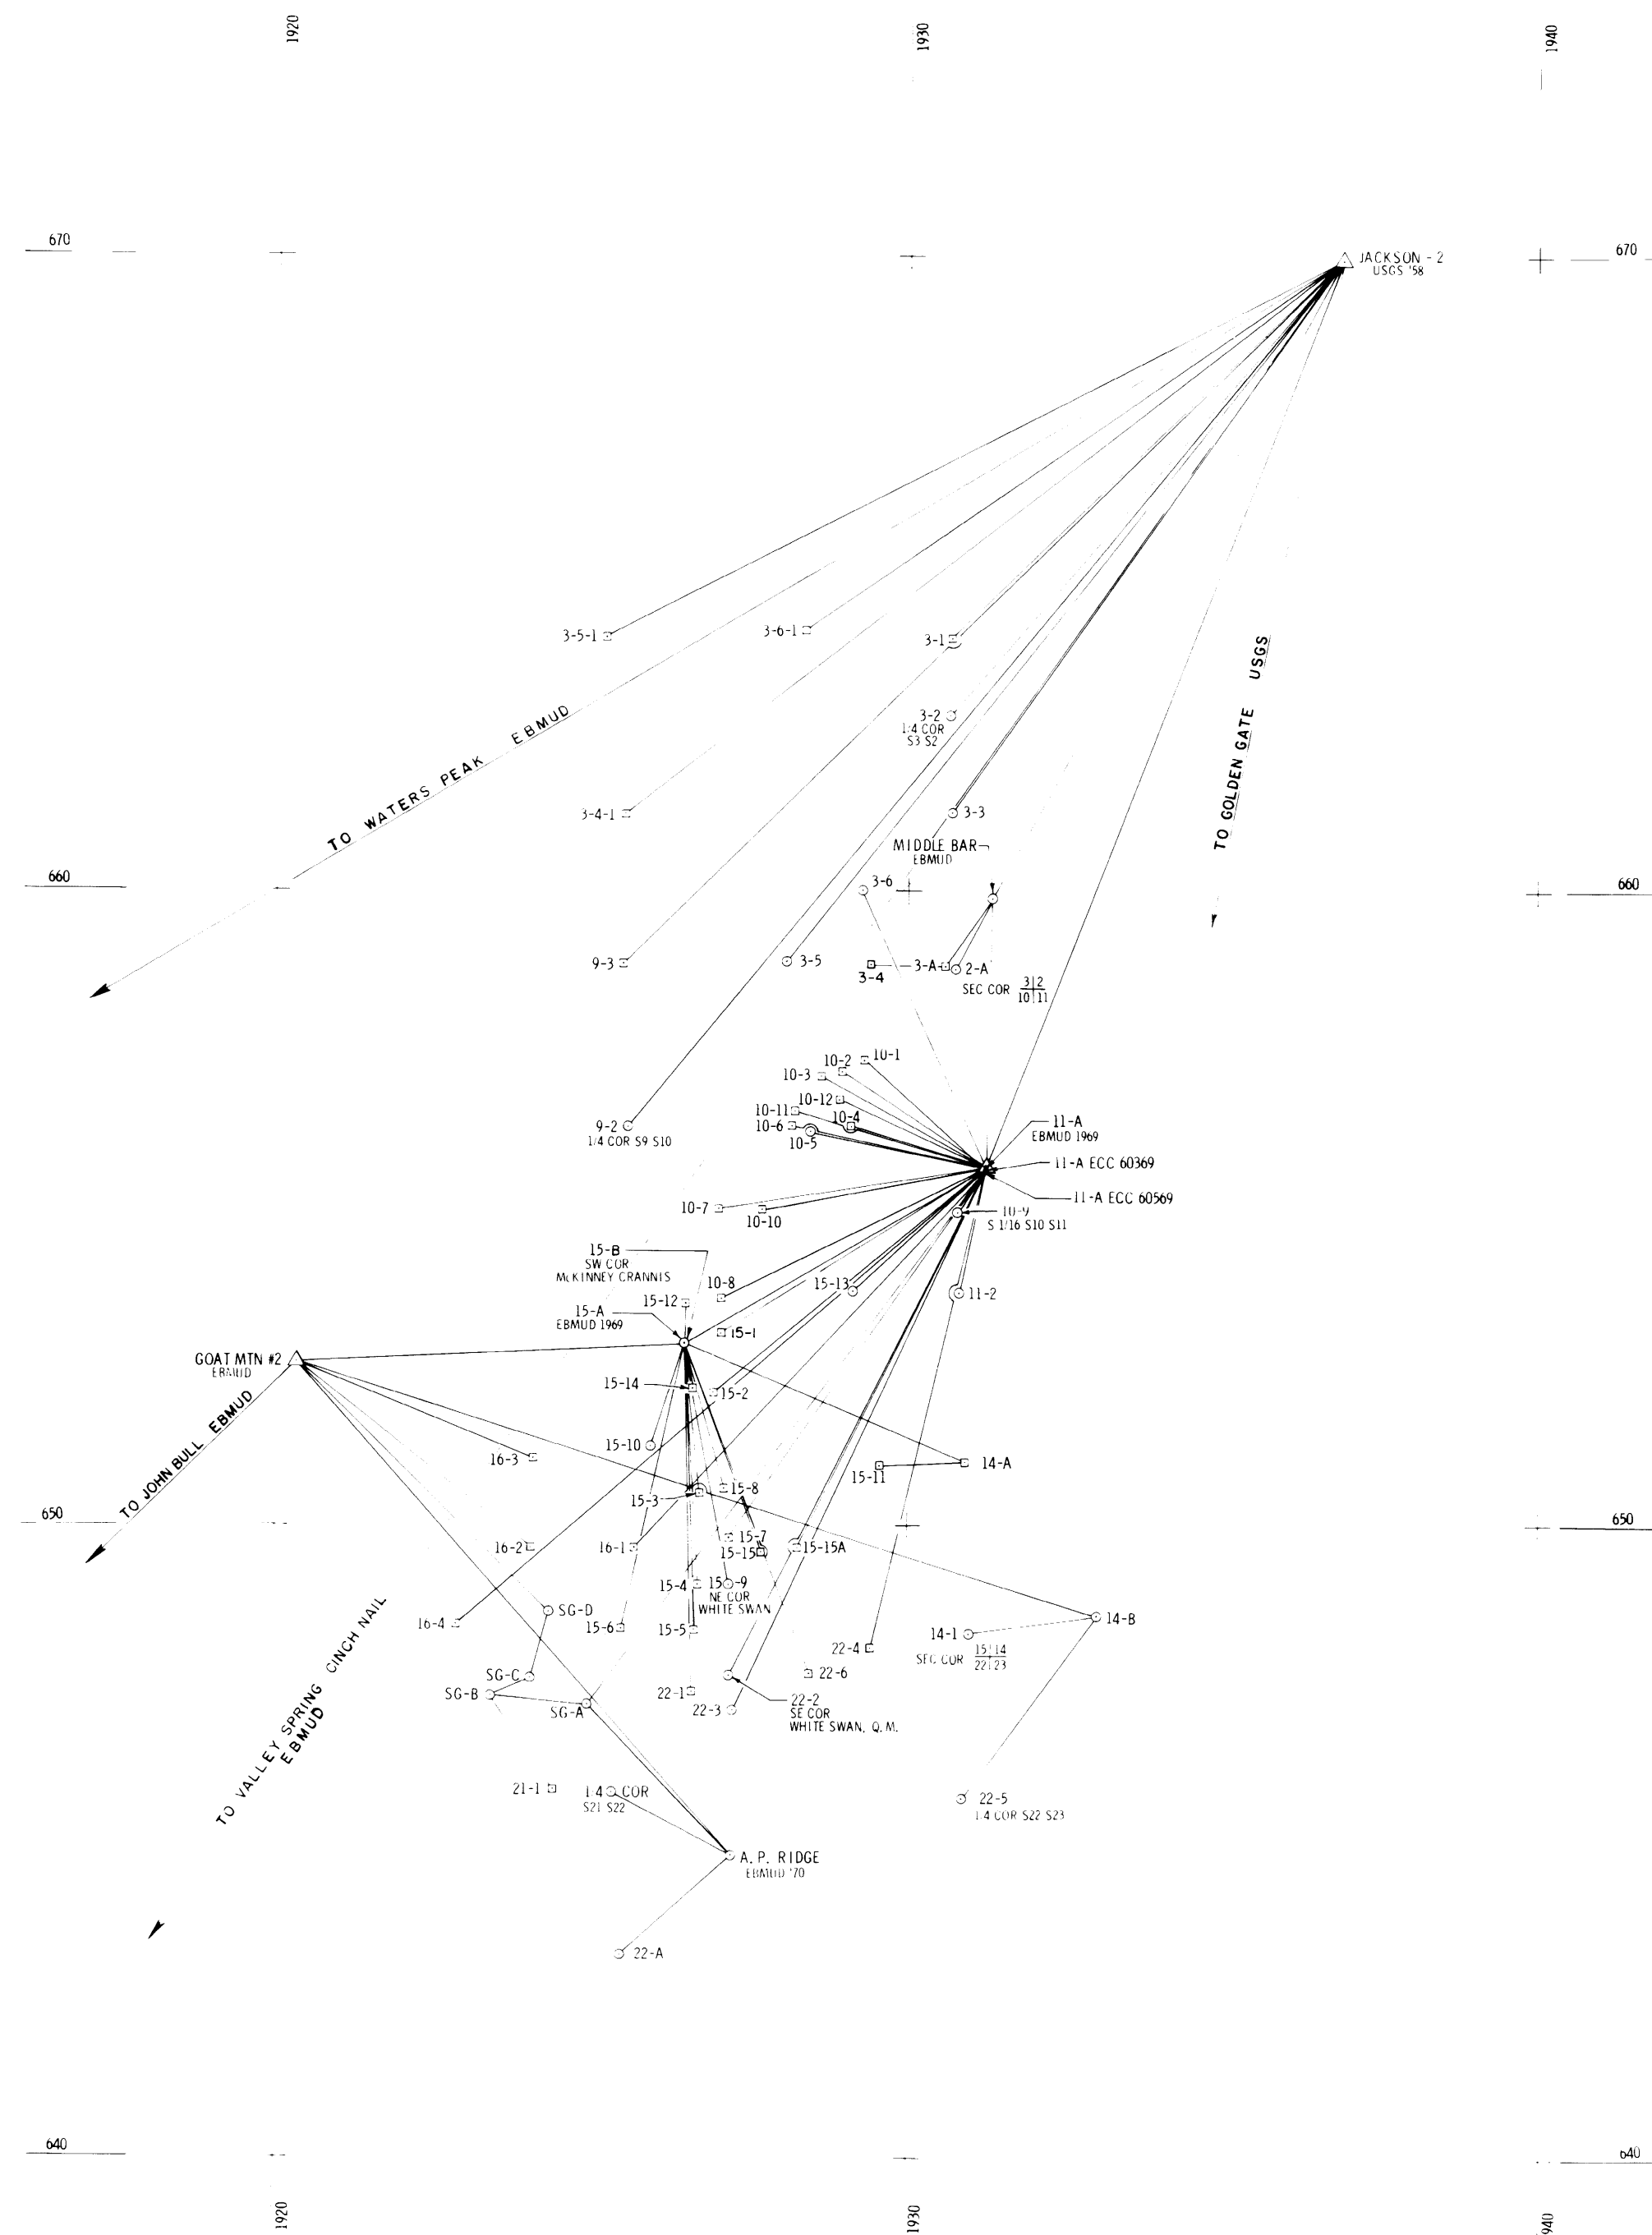 1920
1930
1940
670
670
JACKSON - 2
USGS '58
3-5-1
3-6-1
3-1
TO GOLDEN GATE USGS
3-2
1/4 COR
S3 S2
TO WATERS PEAK EBMUD
3-4-1
3-3
MIDDLE BAR
EBMUD
660
3-6
660
9-3
3-5
3-4
3-A
2-A
SEC COR 3|2
10|11
10-1
10-2
10-3
10-12
10-11
10-4
10-6
10-5
9-2
1/4 COR S9 S10
11-A
EBMUD 1969
11-A ECC 60369
11-A ECC 60569
10-7
10-10
10-9
S 1/16 S10 S11
15-B
SW COR
McKINNEY CRANNIS
10-8
15-13
11-2
15-12
15-A
EBMUD 1969
15-1
GOAT MTN #2
EBMUD
15-14
15-2
TO JOHN BULL EBMUD
15-10
16-3
15-11
14-A
15-8
15-3
650
650
15-7
16-2
16-1
15-15
15-15A
15-4
15-9
NE COR
WHITE SWAN
SG-D
16-4
15-6
15-5
14-B
14-1
SEC COR 15|14
22|23
22-4
SG-C
22-6
SG-B
22-1
SG-A
22-3
22-2
SE COR
WHITE SWAN, Q.M.
TO VALLEY SPRING CINCH NAIL
EBMUD
21-1
1/4 COR
S21 S22
22-5
1/4 COR S22 S23
A.P. RIDGE
EBMUD '70
22-A
640
640
1920
1930
1940